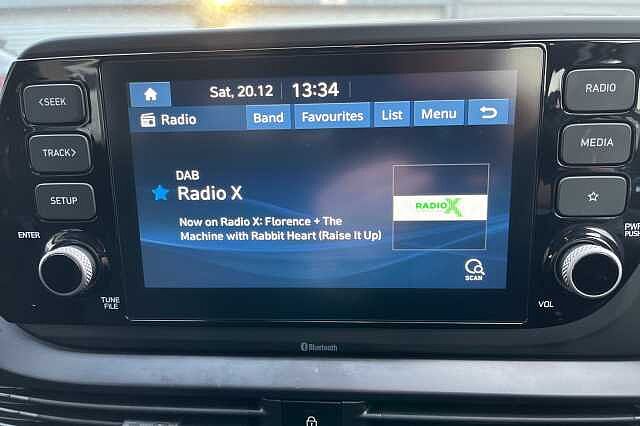 <SEEK
TRACK>
SETUP
ENTER
TUNE
FILE
Sat, 20.12 13:34
Radio Band Favourites List Menu
DAB
Radio X
RADIO X
Now on Radio X: Florence + The
Machine with Rabbit Heart (Raise It Up)
SCAN
RADIO
MEDIA
PWR
PUSH
VOL
Bluetooth